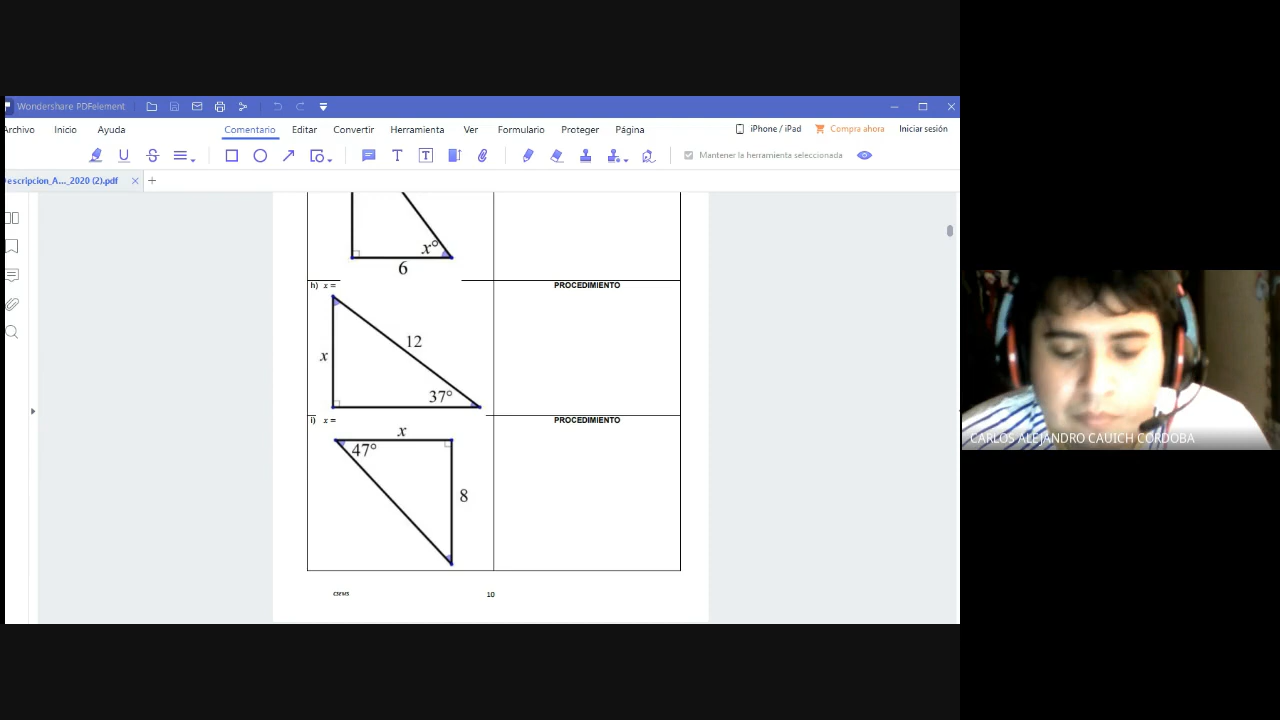 Wondershare PDFelement
Archivo Inicio Ayuda Comentario Editar Convertir Herramienta Ver Formulario Proteger Página iPhone / iPad Compra ahora Iniciar sesión
Mantener la herramienta seleccionada
Descripcion_A..._2020 (2).pdf
x°
6
h) x =
PROCEDIMIENTO
12
x
37°
i) x =
PROCEDIMIENTO
x
47°
8
CSEMS
10
CARLOS ALEJANDRO CAUICH CORDOBA